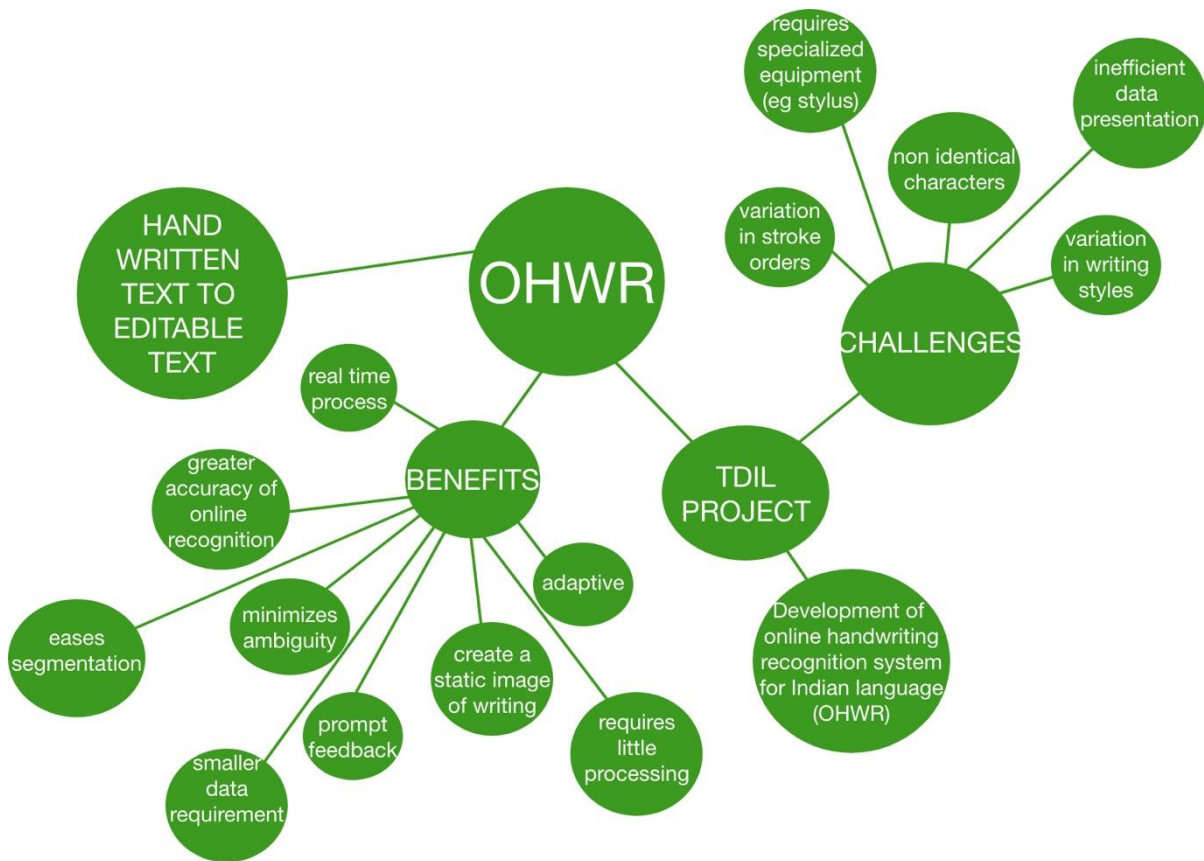 HAND
WRITTEN
TEXT TO
EDITABLE
TEXT
OHWR
requires
specialized
equipment
(eg stylus)
inefficient
data
presentation
non identical
characters
variation
in stroke
orders
variation
in writing
styles
CHALLENGES
real time
process
BENEFITS
TDIL
PROJECT
greater
accuracy of
online
recognition
adaptive
eases
segmentation
minimizes
ambiguity
create a
static image
of writing
Development of
online handwriting
recognition system
for Indian language
(OHWR)
prompt
feedback
requires
little
processing
smaller
data
requirement